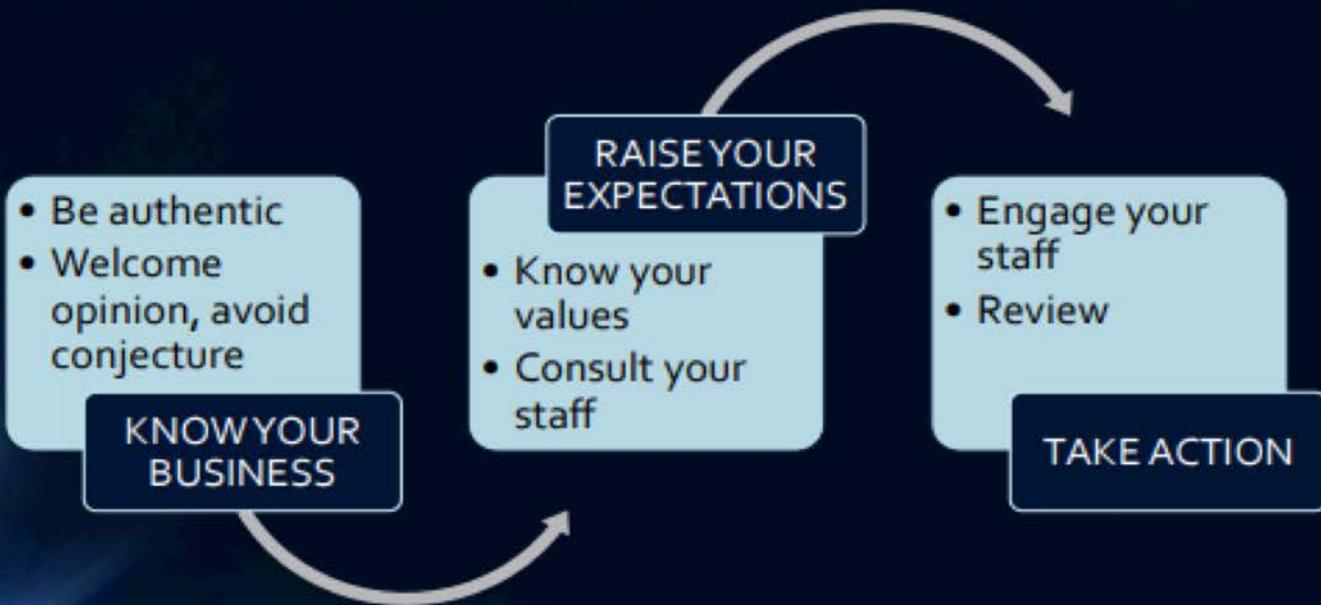 • Be authentic
• Welcome
opinion, avoid
conjecture
KNOW YOUR
BUSINESS
RAISE YOUR
EXPECTATIONS
• Know your
values
• Consult your
staff
• Engage your
staff
• Review
TAKE ACTION